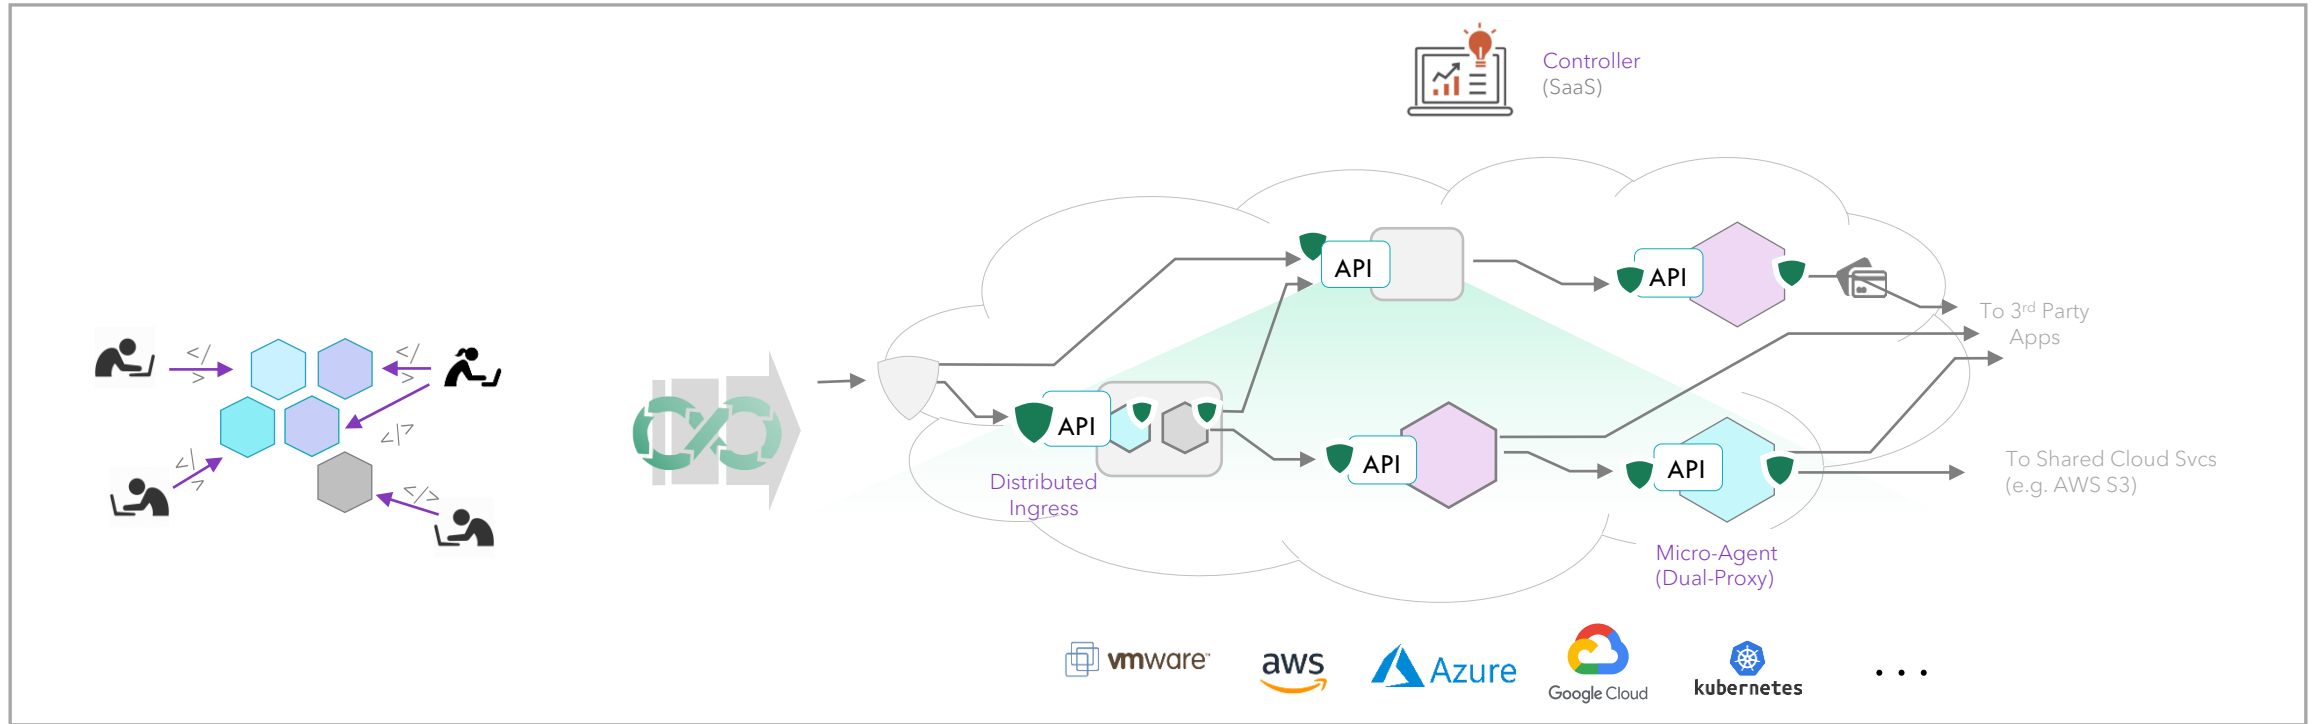 Controller
(SaaS)
API
API
To 3rd Party
Apps
</
>
</
>
<|>
<|
>
</>
API
API
API
Distributed
Ingress
To Shared Cloud Svcs
(e.g. AWS S3)
Micro-Agent
(Dual-Proxy)
vmware™
aws
Azure
Google Cloud
kubernetes
. . .